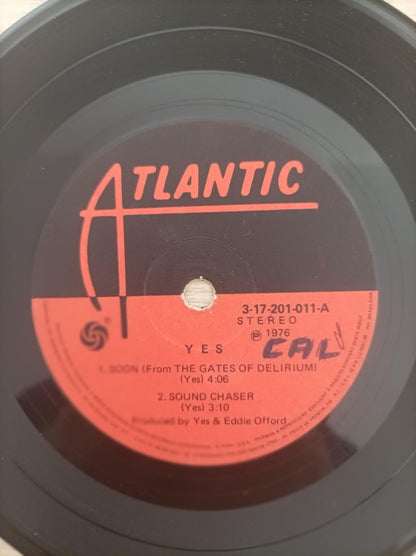 ATLANTIC
3-17-201-011-A
STEREO
℗ 1976
YES
CAL
1. SOON (From THE GATES OF DELIRIUM)
(Yes) 4:06
2. SOUND CHASER
(Yes) 3:10
Produced by Yes & Eddie Offord